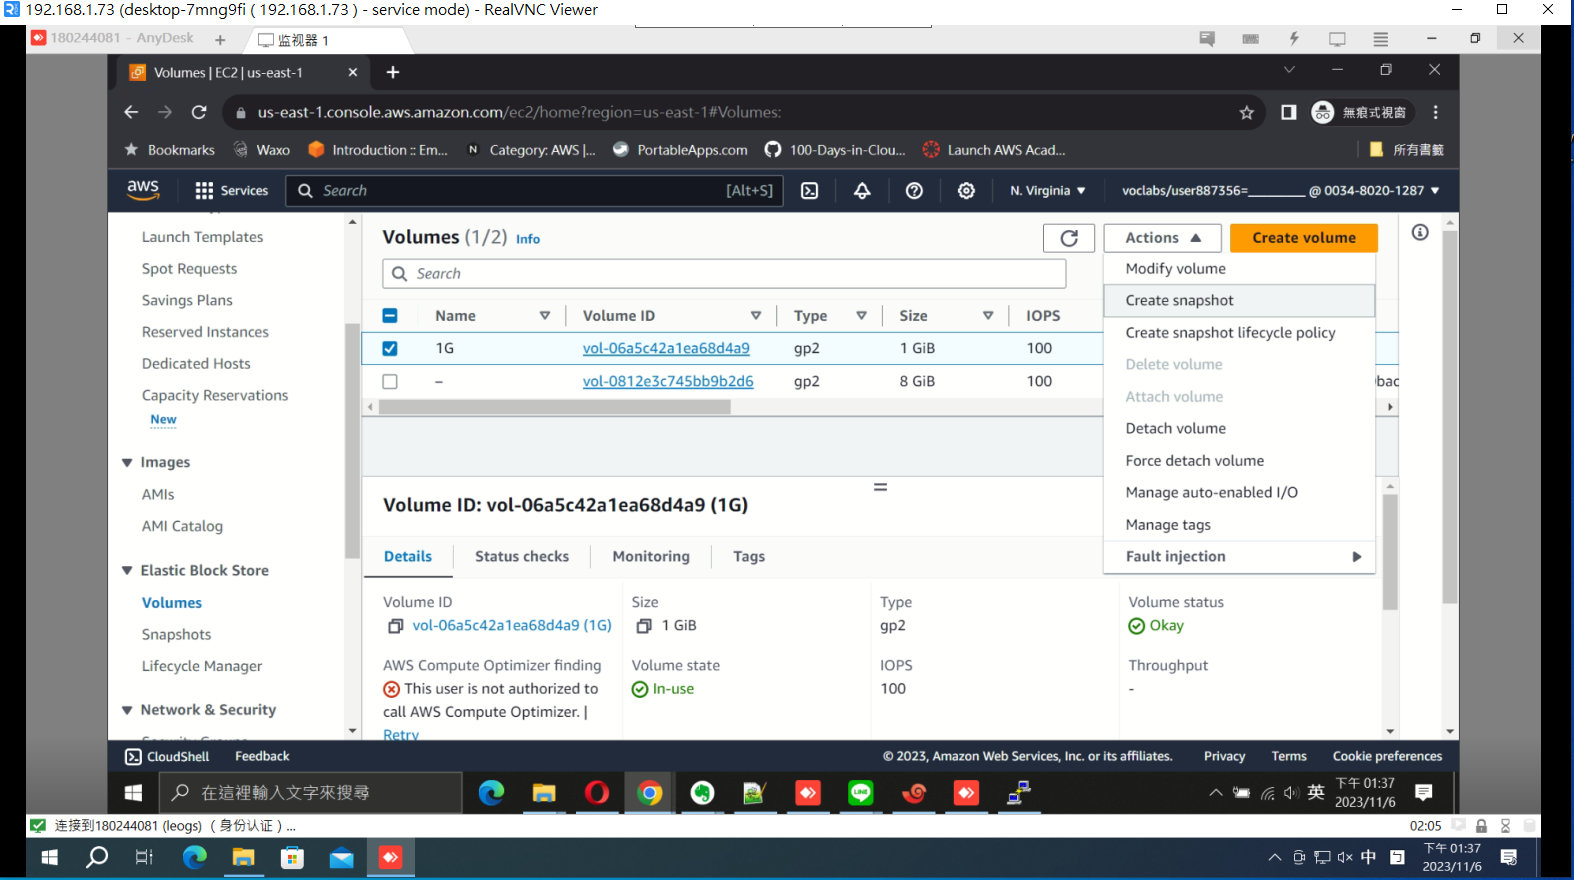 192.168.1.73 (desktop-7mng9fi ( 192.168.1.73 ) - service mode) - RealVNC Viewer
180244081 - AnyDesk
监视器 1
Volumes | EC2 | us-east-1
us-east-1.console.aws.amazon.com/ec2/home?region=us-east-1#Volumes:
無痕式視窗
Bookmarks
Waxo
Introduction :: Em...
Category: AWS |...
PortableApps.com
100-Days-in-Clou...
Launch AWS Acad...
所有書籤
aws
Services
Search
[Alt+S]
N. Virginia
voclabs/user887356=________ @ 0034-8020-1287
Launch Templates
Spot Requests
Savings Plans
Reserved Instances
Dedicated Hosts
Capacity Reservations
New
Images
AMIs
AMI Catalog
Elastic Block Store
Volumes
Snapshots
Lifecycle Manager
Network & Security
Volumes (1/2) Info
Actions
Create volume
Search
Name
Volume ID
Type
Size
IOPS
1G
vol-06a5c42a1ea68d4a9
gp2
1 GiB
100
–
vol-0812e3c745bb9b2d6
gp2
8 GiB
100
Modify volume
Create snapshot
Create snapshot lifecycle policy
Delete volume
Attach volume
Detach volume
Force detach volume
Manage auto-enabled I/O
Manage tags
Fault injection
Volume ID: vol-06a5c42a1ea68d4a9 (1G)
Details
Status checks
Monitoring
Tags
Volume ID
vol-06a5c42a1ea68d4a9 (1G)
Size
1 GiB
Type
gp2
Volume status
Okay
AWS Compute Optimizer finding
This user is not authorized to
call AWS Compute Optimizer. |
Retry
Volume state
In-use
IOPS
100
Throughput
-
CloudShell
Feedback
© 2023, Amazon Web Services, Inc. or its affiliates.
Privacy
Terms
Cookie preferences
在這裡輸入文字來搜尋
英
下午 01:37
2023/11/6
连接到180244081 (leogs) （ 身份认证 ）...
02:05
中
下午 01:37
2023/11/6